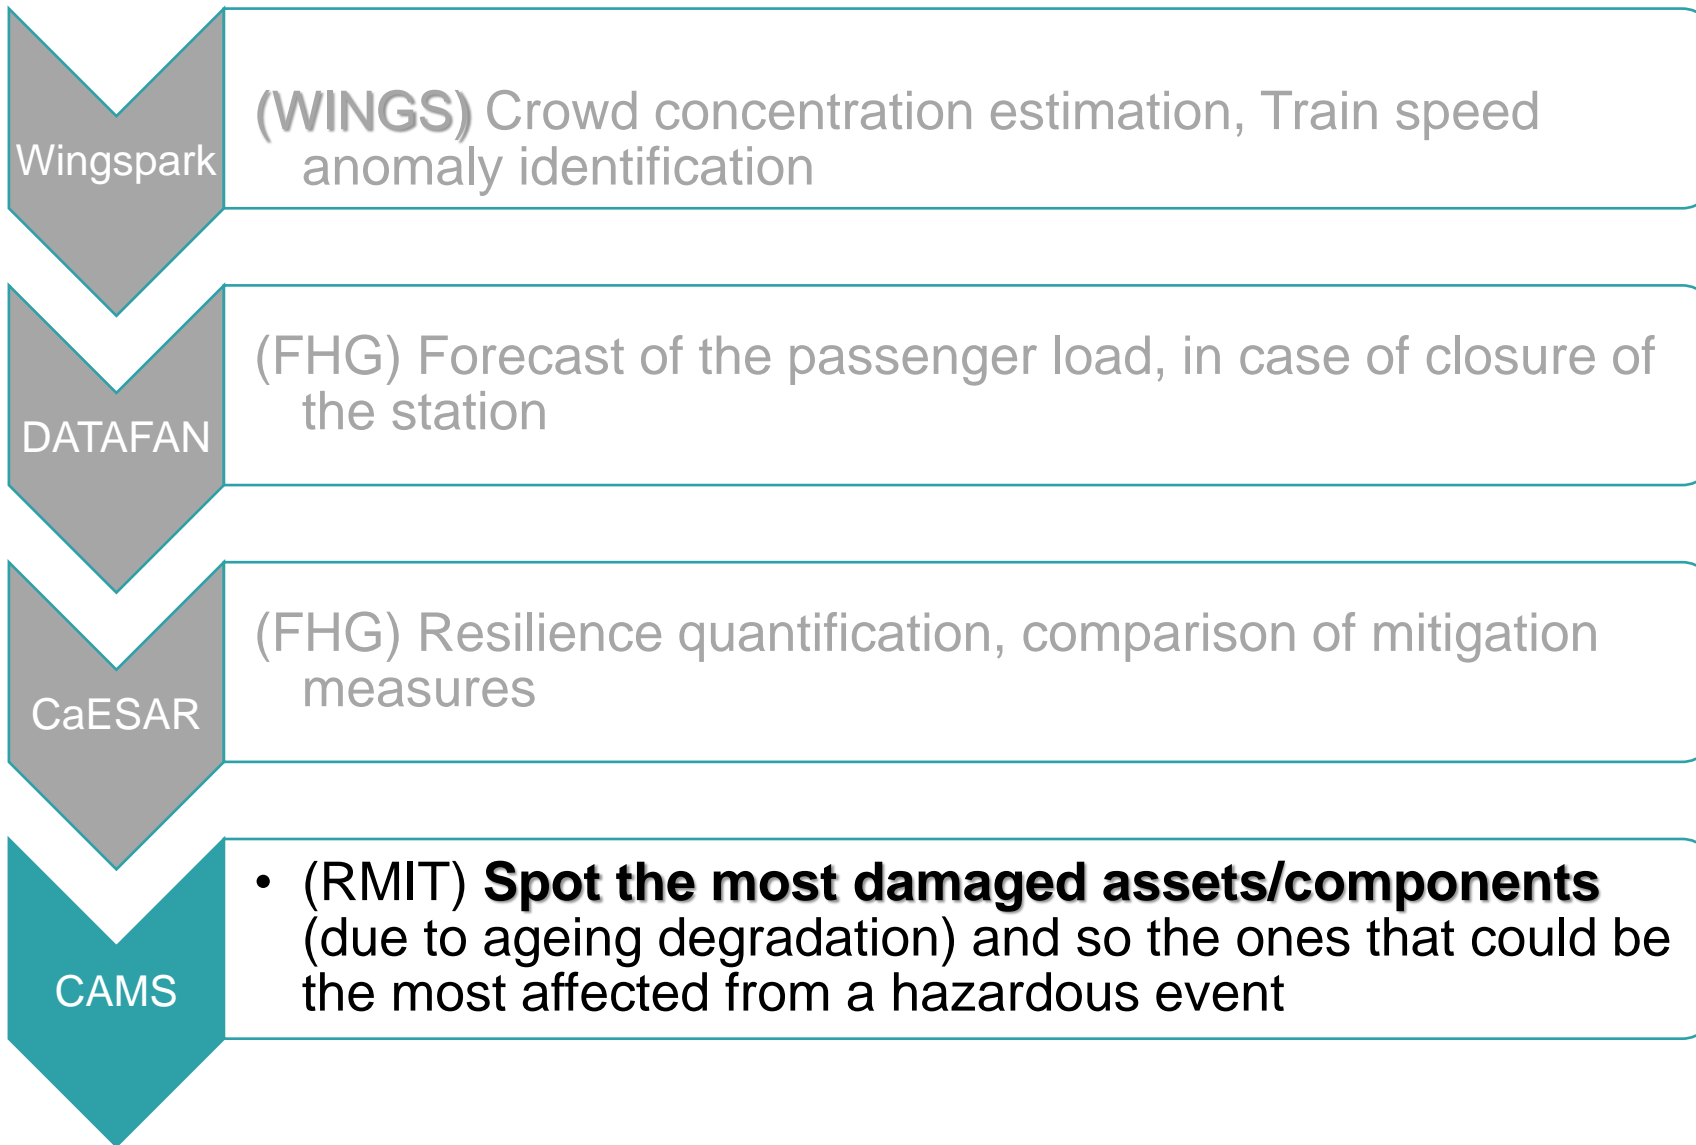 Wingspark
(WINGS) Crowd concentration estimation, Train speed
anomaly identification
DATAFAN
(FHG) Forecast of the passenger load, in case of closure of
the station
CaESAR
(FHG) Resilience quantification, comparison of mitigation
measures
CAMS
• (RMIT) Spot the most damaged assets/components
(due to ageing degradation) and so the ones that could be
the most affected from a hazardous event